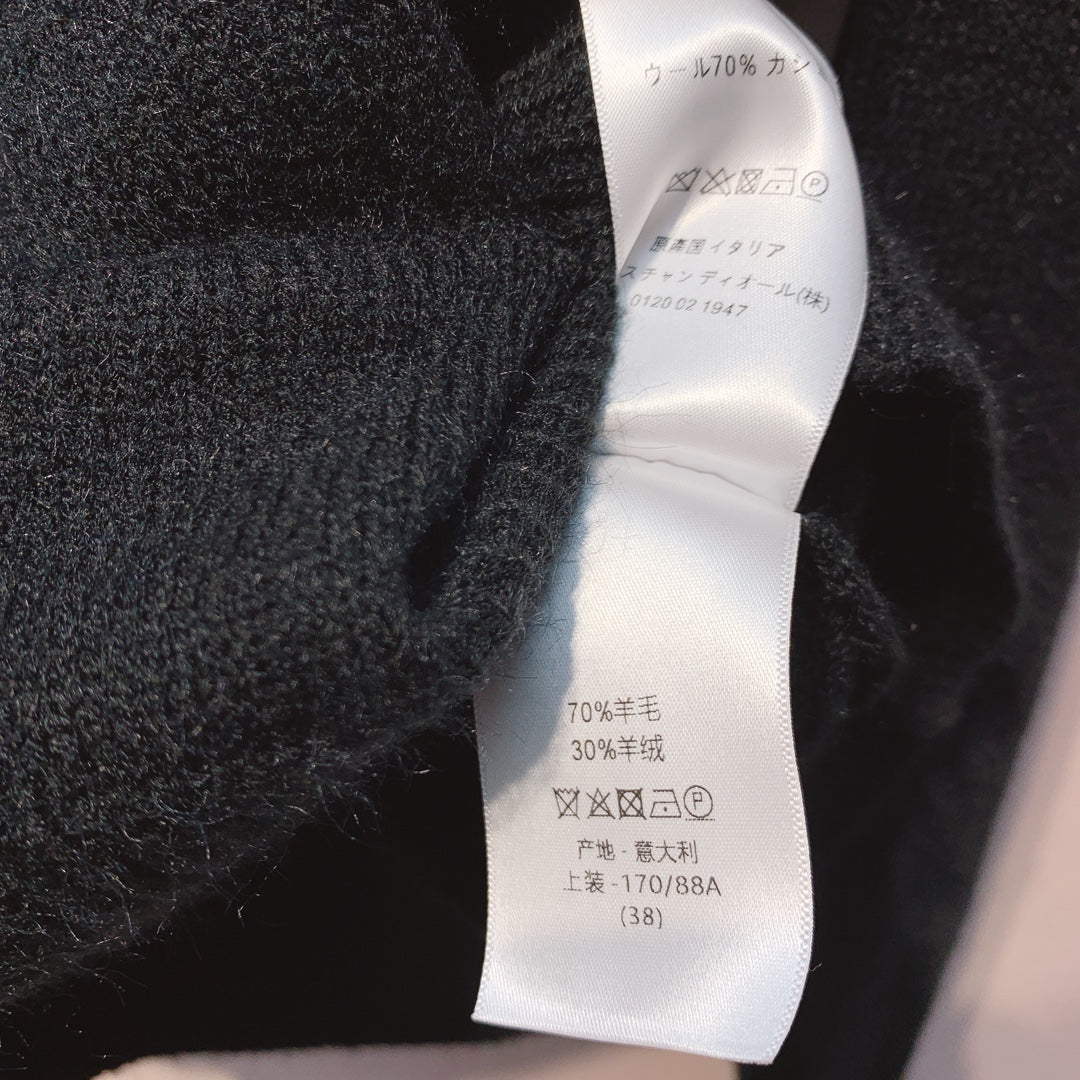 ウール70% カシ
P
原産国イタリア
スチャン ディオール(株)
0120 02 1947
70%羊毛
30%羊绒
P
产地 - 意大利
上装 -170/88A
(38)